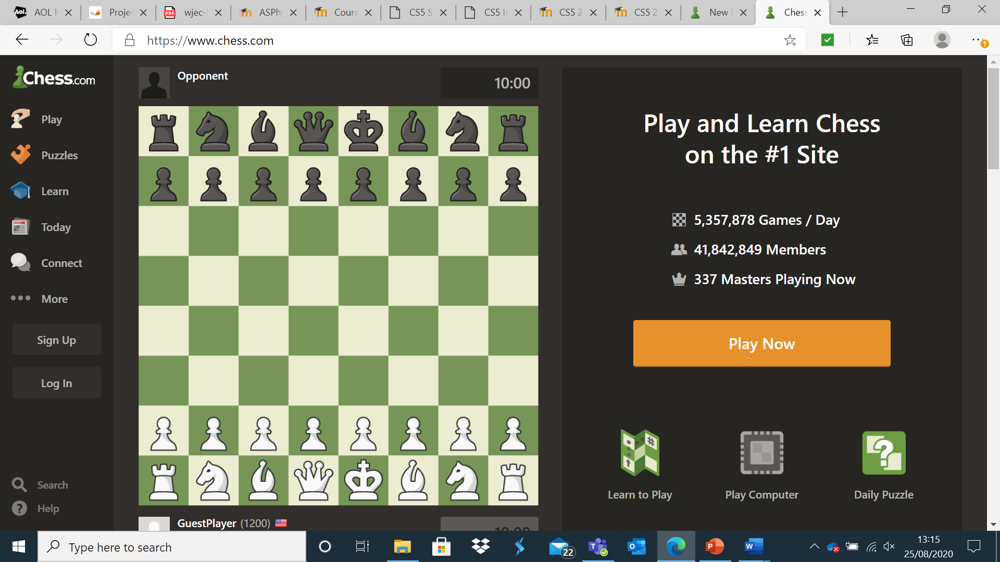 AOL
Projec
wjec-
ASPhy
Cours
CS5 S
CS5 I
CS5 2
CS5 2
New
Chess
https://www.chess.com
Chess.com
Play
Puzzles
Learn
Today
Connect
More
Sign Up
Log In
Search
Help
Opponent
10:00
GuestPlayer (1200)
10:00
Play and Learn Chess
on the #1 Site
5,357,878 Games / Day
41,842,849 Members
337 Masters Playing Now
Play Now
Learn to Play
Play Computer
Daily Puzzle
Type here to search
22
13:15
25/08/2020